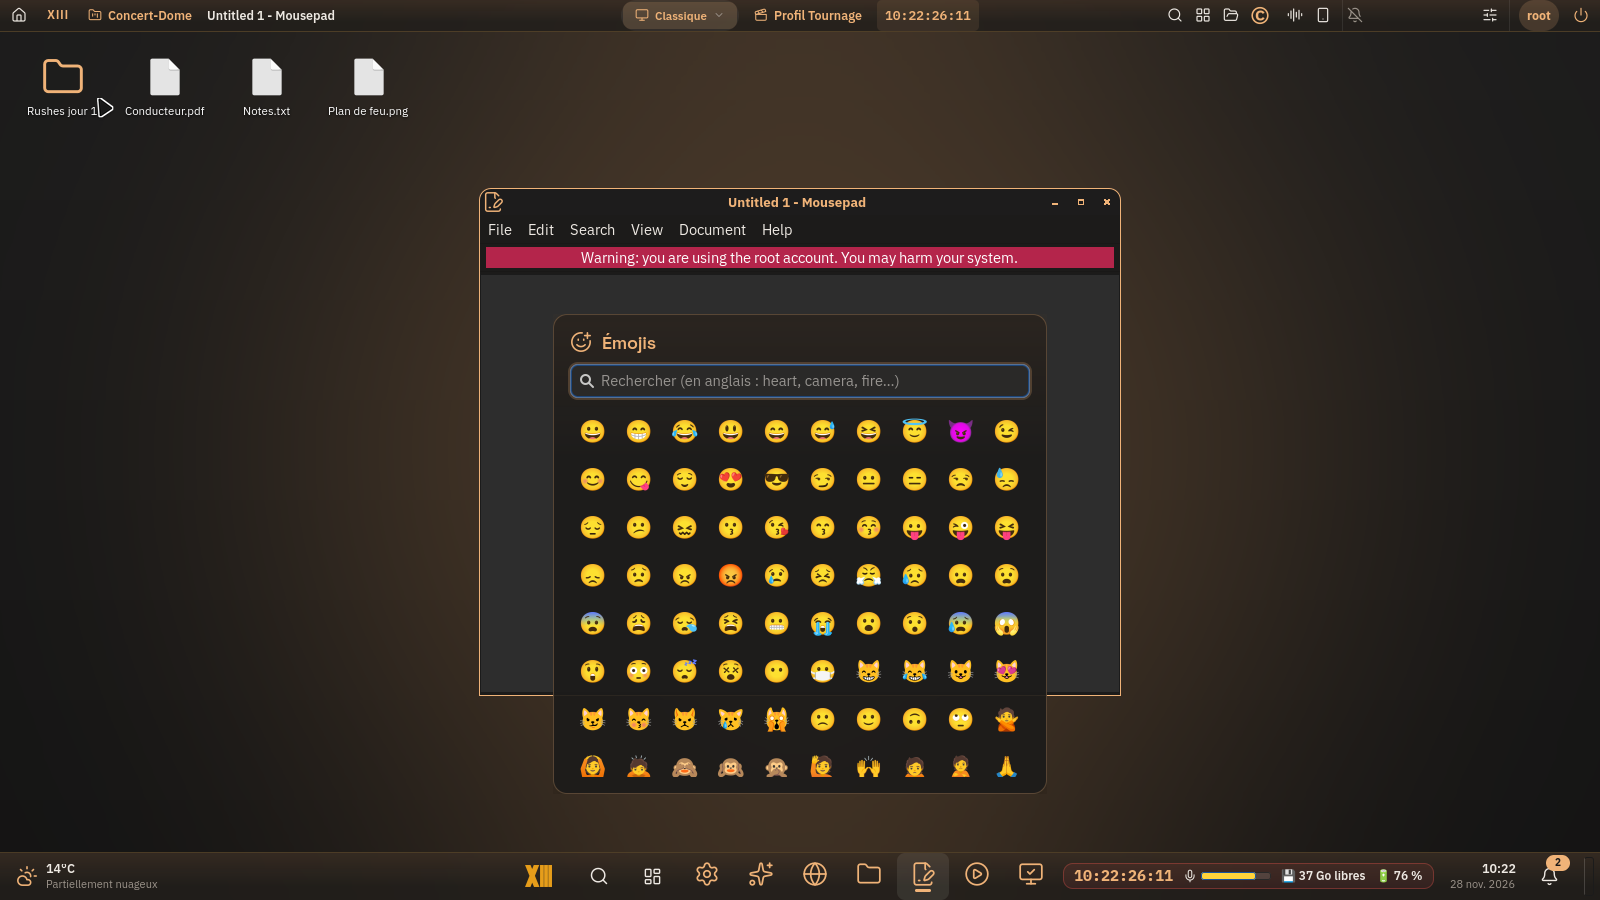 XIII
Concert-Dome
Untitled 1 - Mousepad
Classique
Profil Tournage
10:22:26:11
root
Rushes jour 1
Conducteur.pdf
Notes.txt
Plan de feu.png
Untitled 1 - Mousepad
File Edit Search View Document Help
Warning: you are using the root account. You may harm your system.
Émojis
Rechercher (en anglais : heart, camera, fire...)
14°C
Partiellement nuageux
XIII
10:22:26:11
37 Go libres
76 %
10:22
28 nov. 2026
2